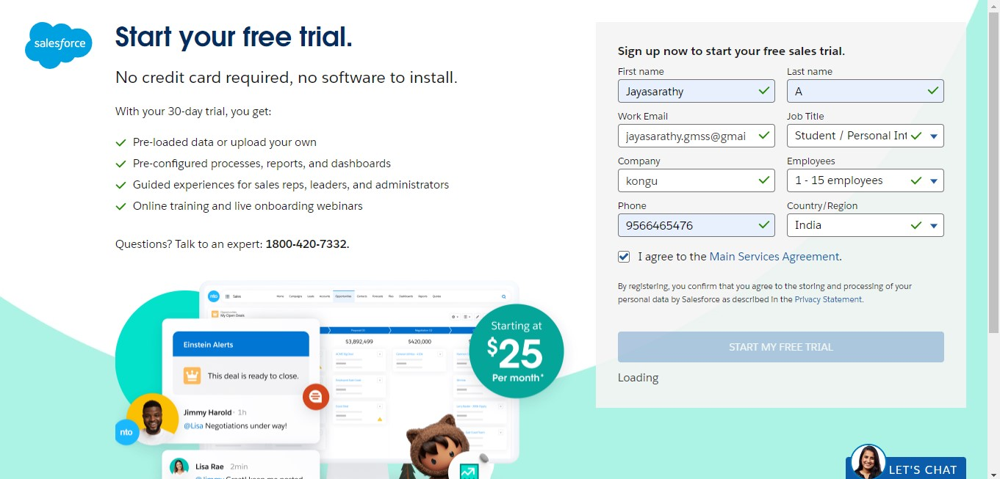 salesforce
Start your free trial.
No credit card required, no software to install.
With your 30-day trial, you get:
Pre-loaded data or upload your own
Pre-configured processes, reports, and dashboards
Guided experiences for sales reps, leaders, and administrators
Online training and live onboarding webinars
Questions? Talk to an expert: 1800-420-7332.
nto Sales Home Campaigns Leads Accounts Opportunities Contacts Forecasts Files Dashboards Reports Quotes
Opportunities
My Open Deals
$3,892,499 $420,000
Einstein Alerts
This deal is ready to close.
Jimmy Harold · 1h
@Lisa Negotiations under way!
nto
Lisa Rae 2min
Starting at
$25
Per month*
Sign up now to start your free sales trial.
First name Last name
Jayasarathy A
Work Email Job Title
jayasarathy.gmss@gmai Student / Personal Int
Company Employees
kongu 1 - 15 employees
Phone Country/Region
9566465476 India
I agree to the Main Services Agreement.
By registering, you confirm that you agree to the storing and processing of your
personal data by Salesforce as described in the Privacy Statement.
START MY FREE TRIAL
Loading
LET'S CHAT